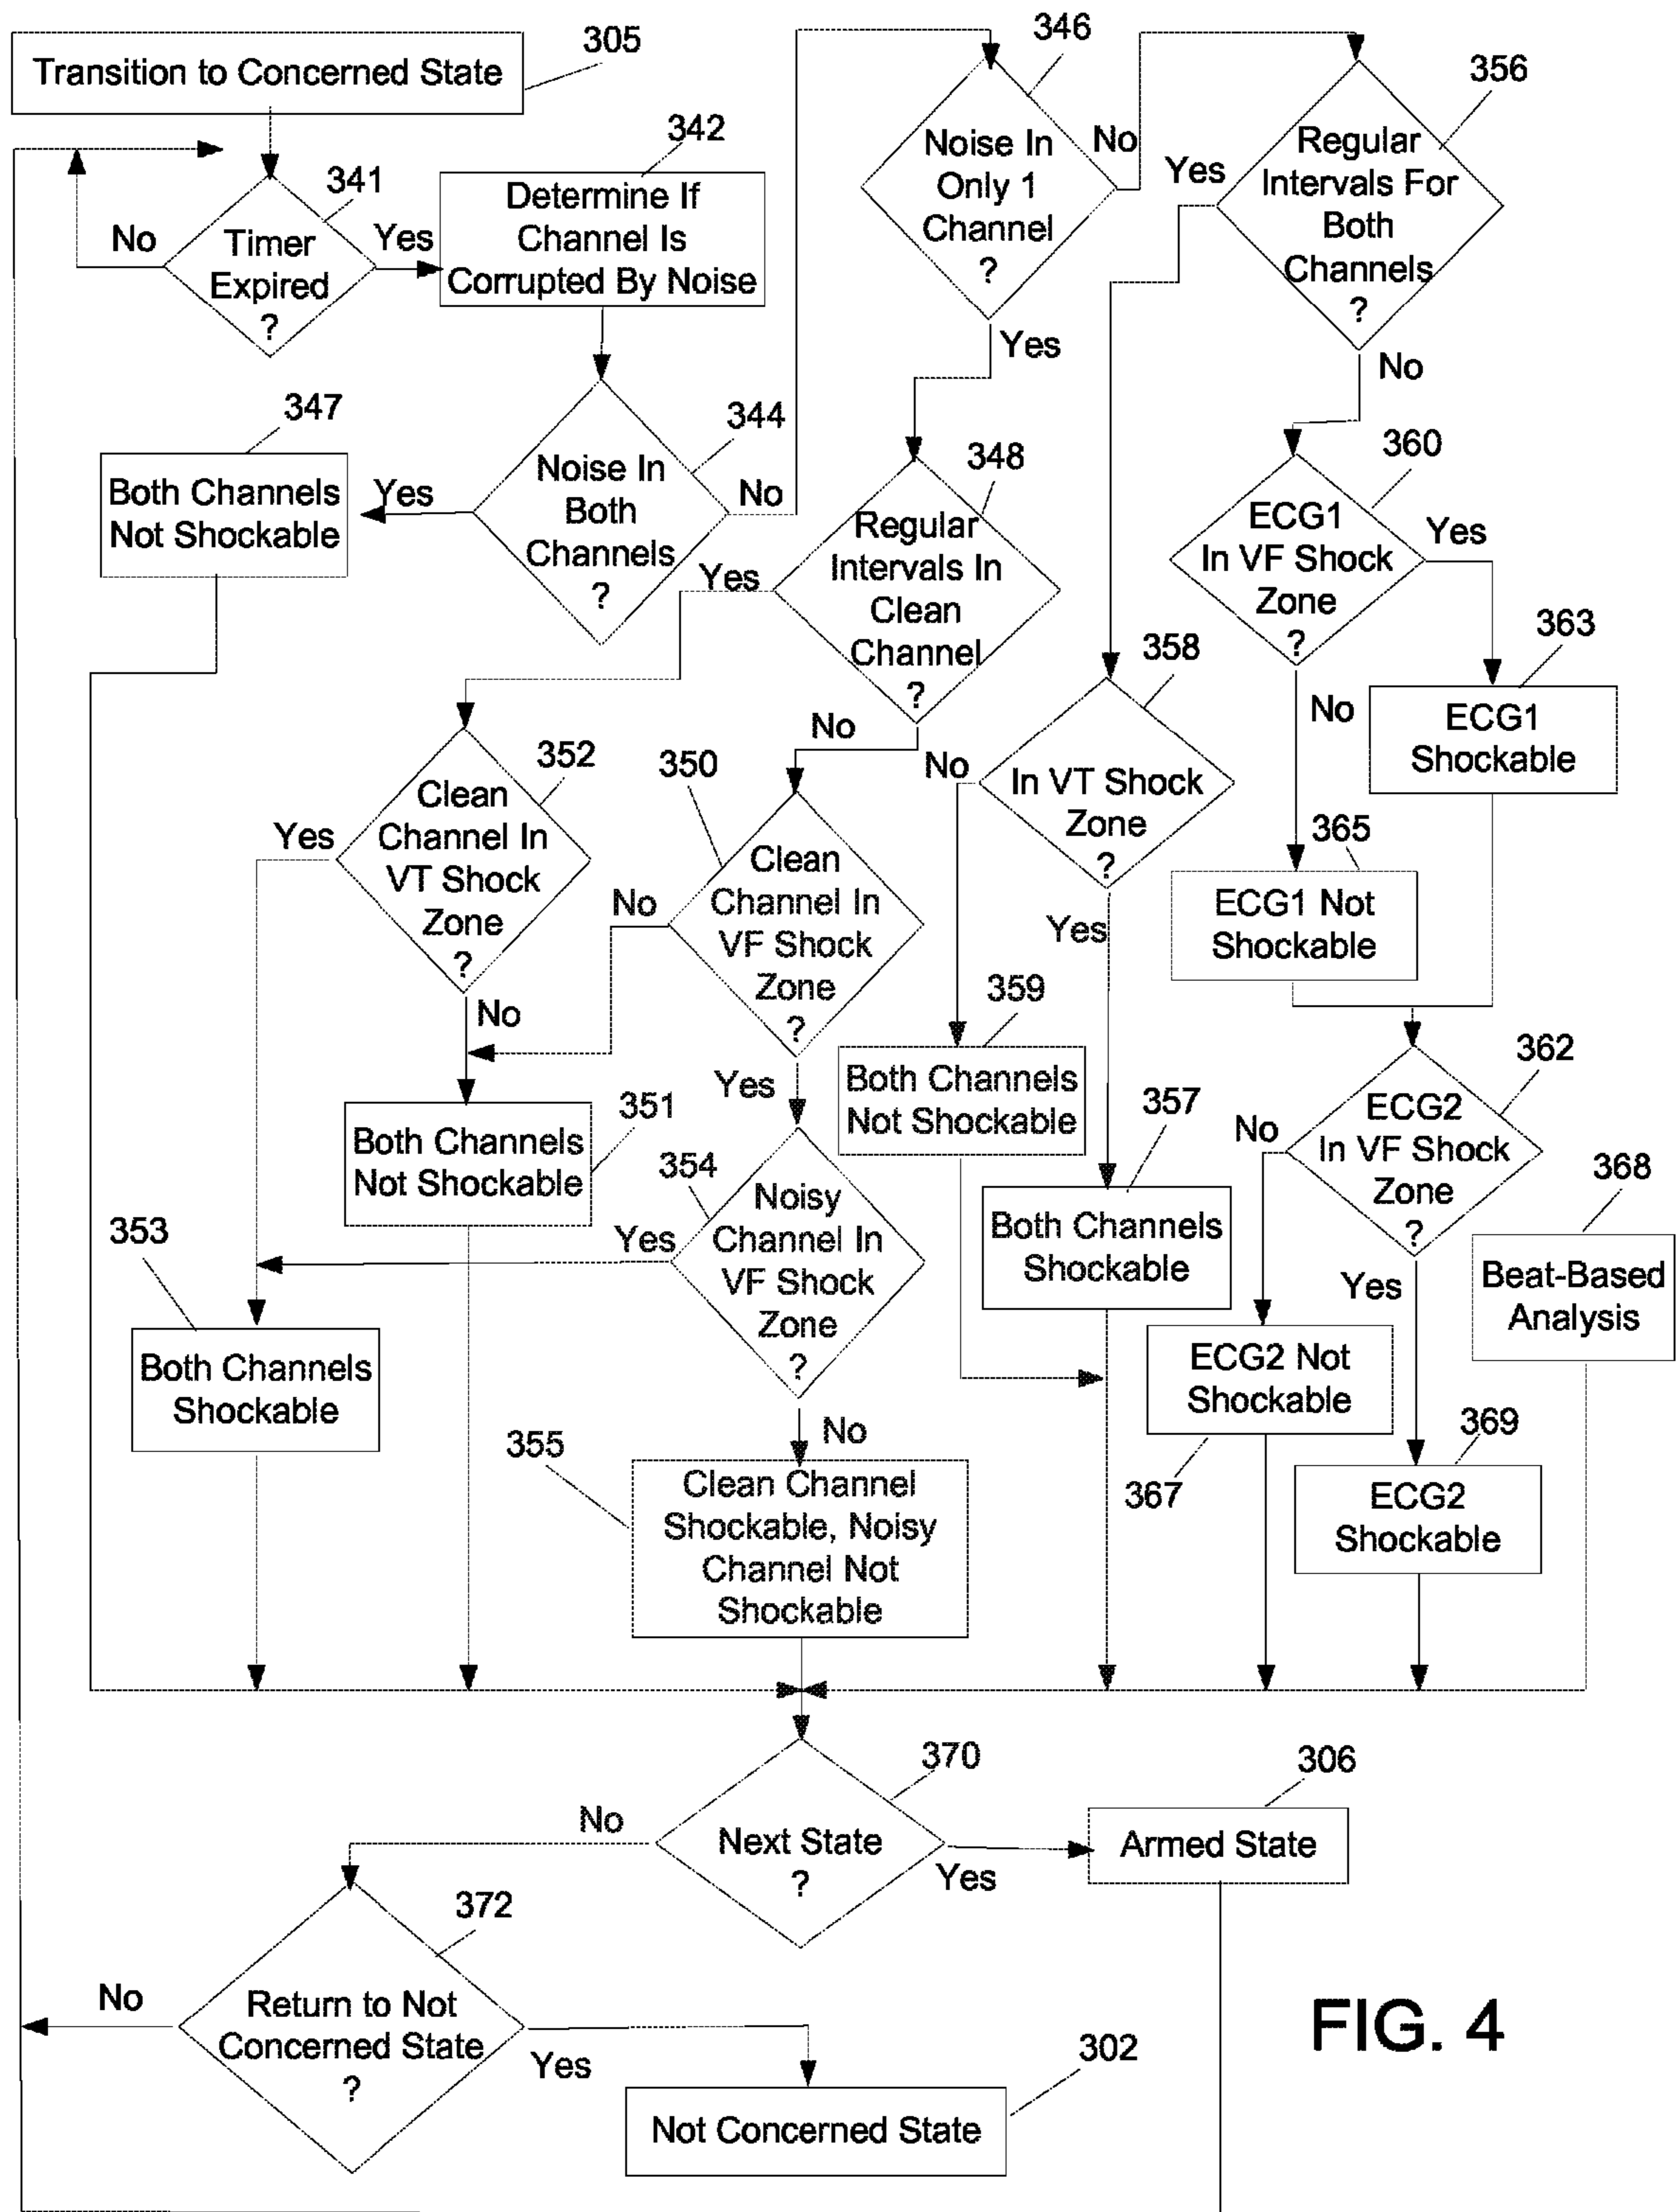 305
Transition to Concerned State
341
Timer
Expired
?
No
Yes
342
Determine If
Channel Is
Corrupted By Noise
344
Noise In
Both
Channels
?
Yes
No
347
Both Channels
Not Shockable
346
Noise In
Only 1
Channel
?
No
Yes
356
Regular
Intervals For
Both
Channels
?
Yes
No
348
Regular
Intervals In
Clean
Channel
?
Yes
No
360
ECG1
In VF Shock
Zone
?
Yes
No
363
ECG1
Shockable
365
ECG1 Not
Shockable
358
In VT Shock
Zone
?
No
Yes
352
Clean
Channel In
VT Shock
Zone
?
Yes
No
350
Clean
Channel In
VF Shock
Zone
?
No
Yes
359
Both Channels
Not Shockable
357
Both Channels
Shockable
351
Both Channels
Not Shockable
354
Noisy
Channel In
VF Shock
Zone
?
Yes
No
353
Both Channels
Shockable
355
Clean Channel
Shockable, Noisy
Channel Not
Shockable
362
ECG2
In VF Shock
Zone
?
No
Yes
367
ECG2 Not
Shockable
369
ECG2
Shockable
368
Beat-Based
Analysis
370
Next State
?
No
Yes
306
Armed State
372
Return to Not
Concerned State
?
No
Yes
302
Not Concerned State
FIG. 4